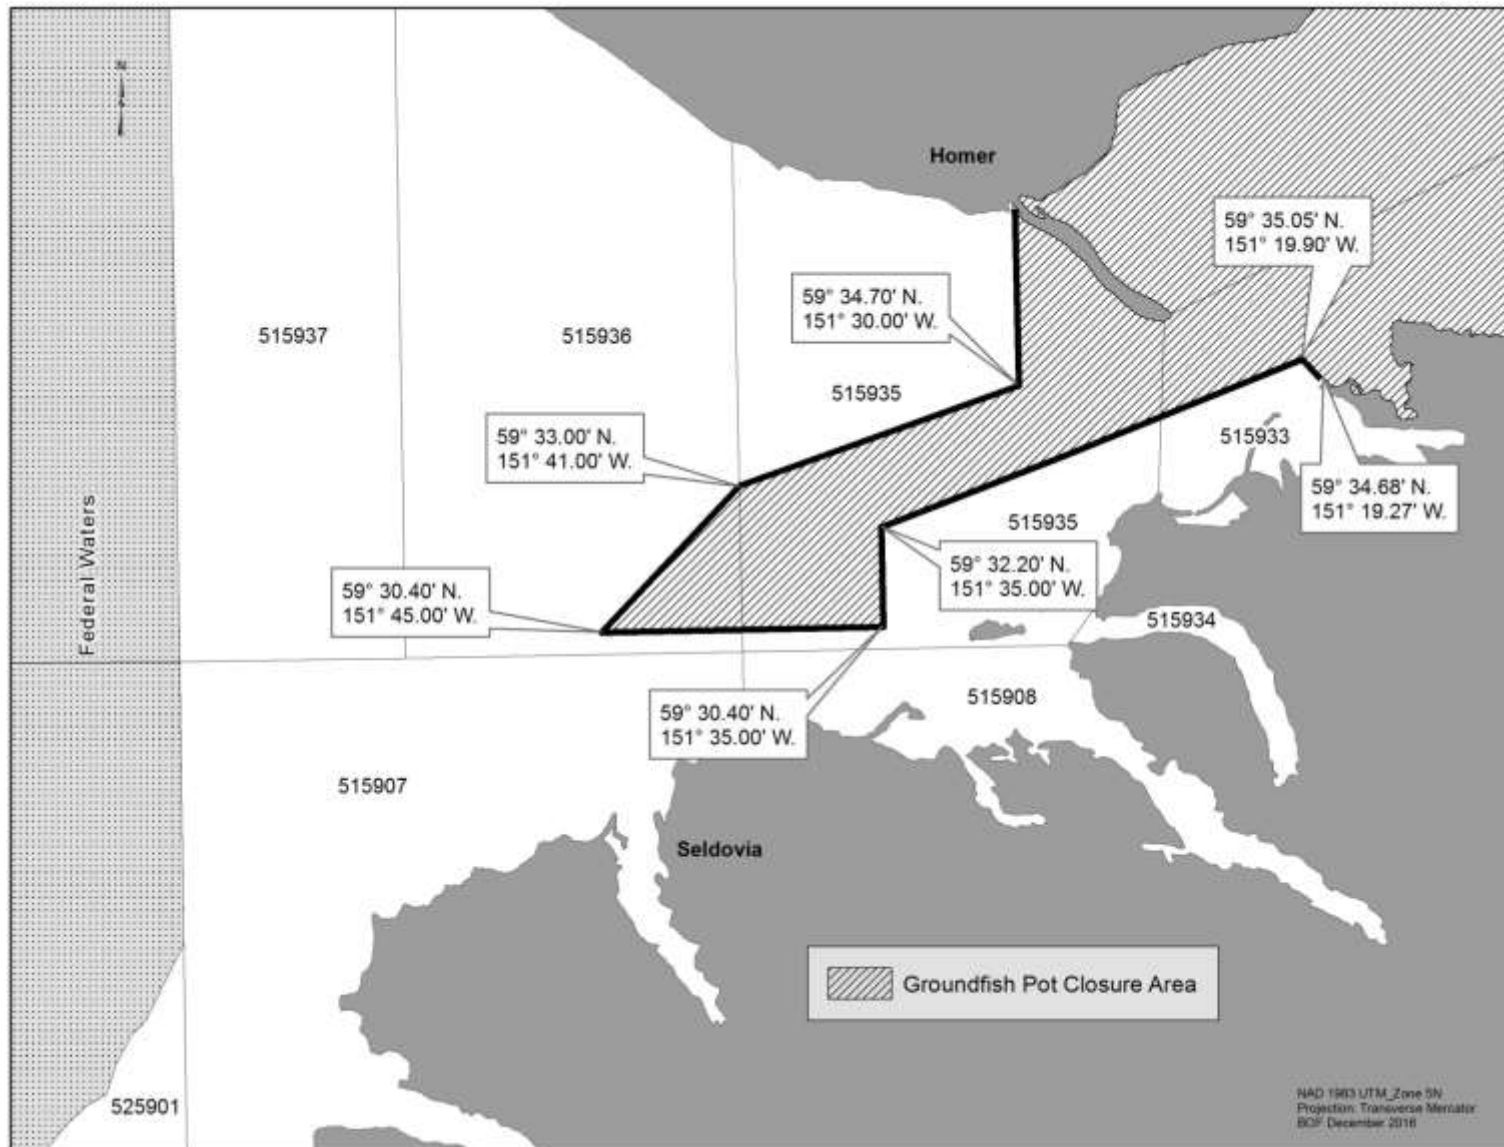 N
Homer
59° 35.05' N.
151° 19.90' W.
59° 34.70' N.
151° 30.00' W.
515937
515936
515935
59° 33.00' N.
151° 41.00' W.
515933
59° 34.68' N.
151° 19.27' W.
Federal Waters
515935
59° 32.20' N.
151° 35.00' W.
59° 30.40' N.
151° 45.00' W.
515934
59° 30.40' N.
151° 35.00' W.
515908
515907
Seldovia
Groundfish Pot Closure Area
525901
NAD 1983 UTM_Zone 5N
Projection: Transverse Mercator
BOF December 2016